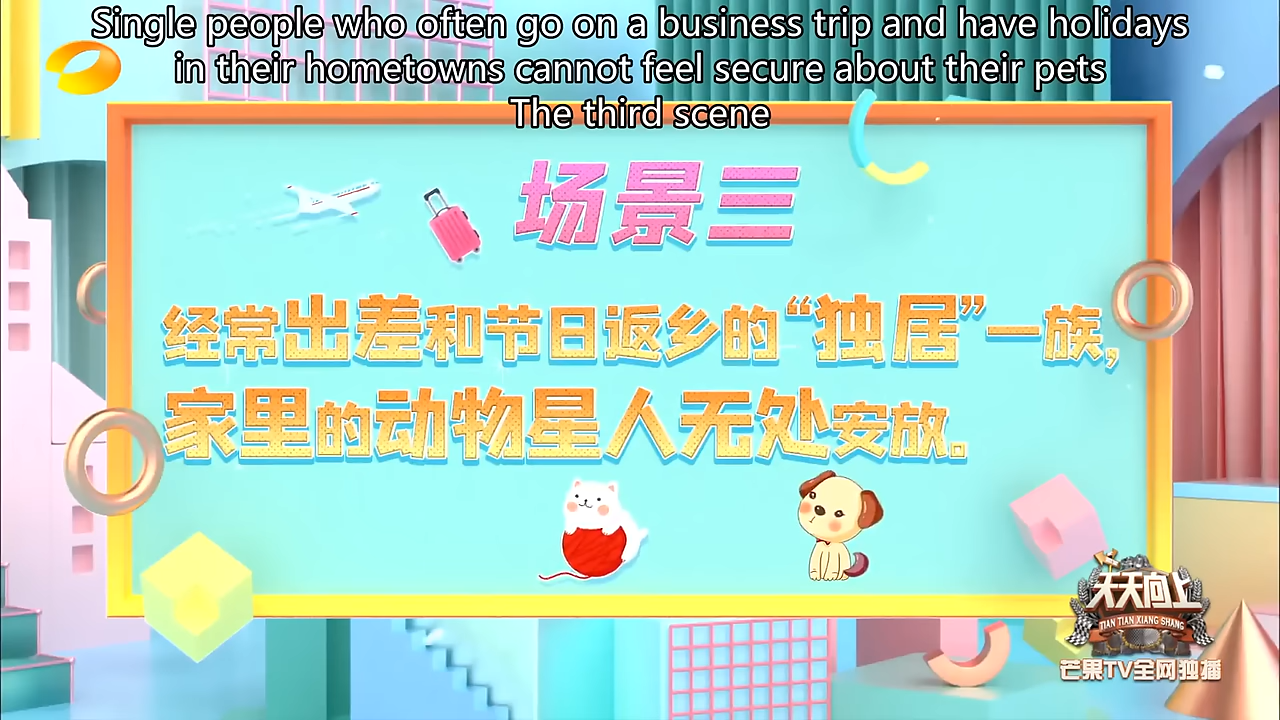 Single people who often go on a business trip and have holidays
in their hometowns cannot feel secure about their pets
The third scene
场景三
经常出差和节日返乡的“独居”一族，
家里的动物星人无处安放。
天天向上
TIAN TIAN XIANG SHANG
芒果TV全网独播